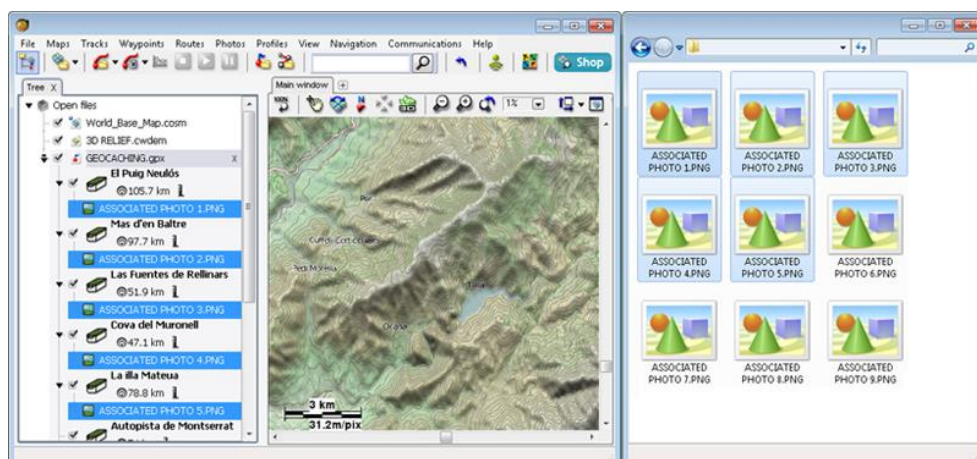 File Maps Tracks Waypoints Routes Photos Profiles View Navigation Communications Help
Shop
Tree X
Main window
100%
1%
Open files
World_Base_Map.cosm
3D RELIEF.cwdem
GEOCACHING.gpx x
El Puig Neulós
105.7 km
ASSOCIATED PHOTO 1.PNG
Mas d'en Baltre
97.7 km
ASSOCIATED PHOTO 2.PNG
Las Fuentes de Rellinars
51.9 km
ASSOCIATED PHOTO 3.PNG
Cova del Muronell
47.1 km
ASSOCIATED PHOTO 4.PNG
La illa Mateua
78.8 km
ASSOCIATED PHOTO 5.PNG
Autopista de Montserrat
3 km
31.2m/pix
ASSOCIATED PHOTO 1.PNG
ASSOCIATED PHOTO 2.PNG
ASSOCIATED PHOTO 3.PNG
ASSOCIATED PHOTO 4.PNG
ASSOCIATED PHOTO 5.PNG
ASSOCIATED PHOTO 6.PNG
ASSOCIATED PHOTO 7.PNG
ASSOCIATED PHOTO 8.PNG
ASSOCIATED PHOTO 9.PNG